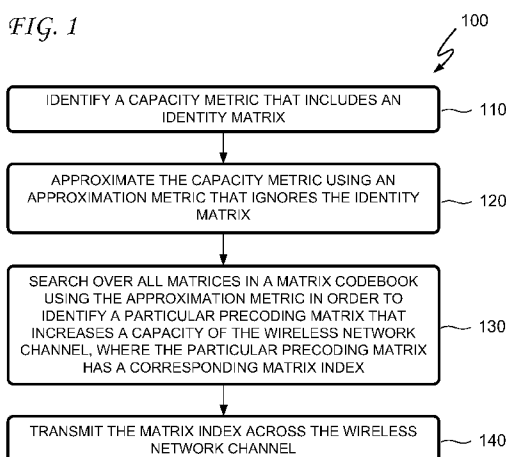 FIG. 1
100
IDENTIFY A CAPACITY METRIC THAT INCLUDES AN
IDENTITY MATRIX
110
APPROXIMATE THE CAPACITY METRIC USING AN
APPROXIMATION METRIC THAT IGNORES THE IDENTITY
MATRIX
120
SEARCH OVER ALL MATRICES IN A MATRIX CODEBOOK
USING THE APPROXIMATION METRIC IN ORDER TO
IDENTIFY A PARTICULAR PRECODING MATRIX THAT
INCREASES A CAPACITY OF THE WIRELESS NETWORK
CHANNEL, WHERE THE PARTICULAR PRECODING MATRIX
HAS A CORRESPONDING MATRIX INDEX
130
TRANSMIT THE MATRIX INDEX ACROSS THE WIRELESS
NETWORK CHANNEL
140